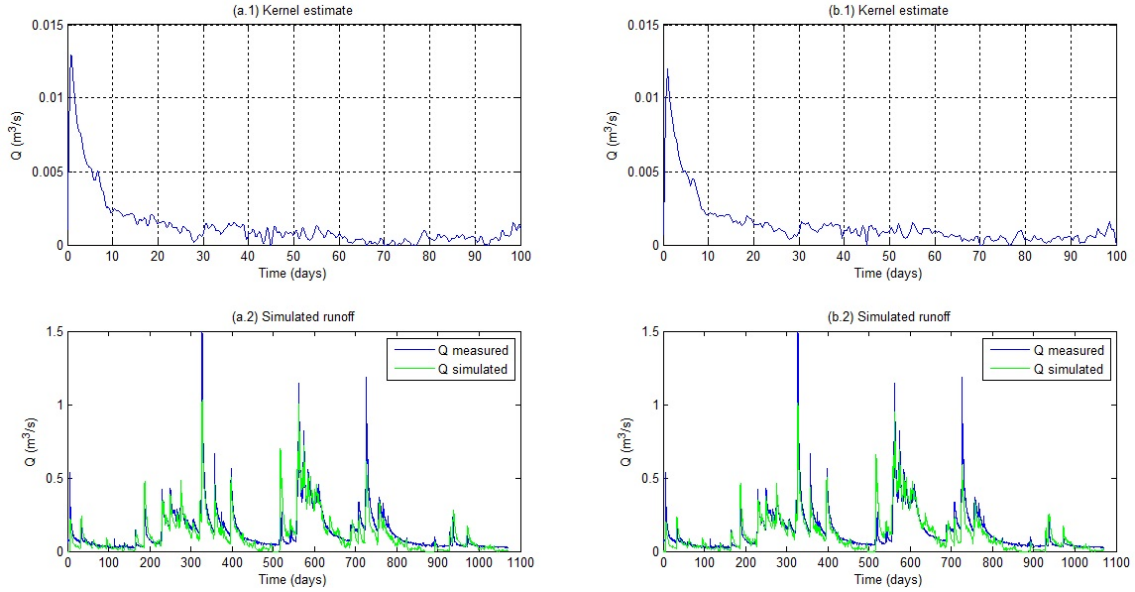 (a.1) Kernel estimate
0.015
0.01
0.005
0
Q (m³/s)
0 10 20 30 40 50 60 70 80 90 100
Time (days)
(b.1) Kernel estimate
0.015
0.01
0.005
0
Q (m³/s)
0 10 20 30 40 50 60 70 80 90 100
Time (days)
(a.2) Simulated runoff
1.5
1
0.5
0
Q (m³/s)
Q measured
Q simulated
0 100 200 300 400 500 600 700 800 900 1000 1100
Time (days)
(b.2) Simulated runoff
1.5
1
0.5
0
Q (m³/s)
Q measured
Q simulated
0 100 200 300 400 500 600 700 800 900 1000 1100
Time (days)